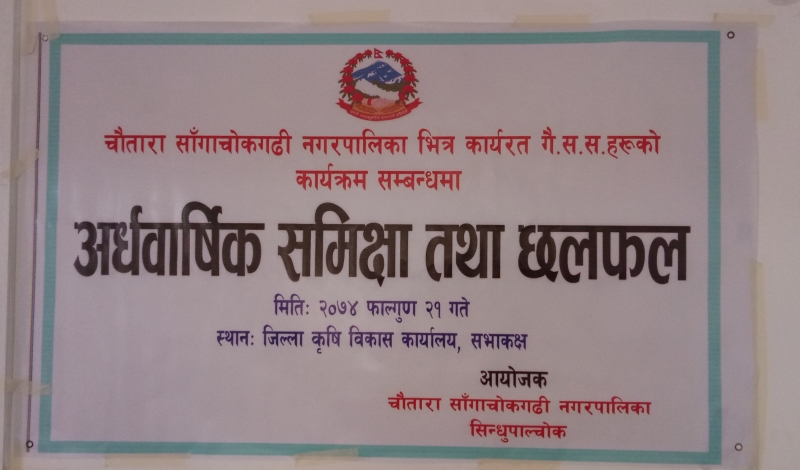 चौतारा साँगाचोकगढी नगरपालिका भित्र कार्यरत गै.स.स.हरूको
कार्यक्रम सम्बन्धमा
अर्धवार्षिक समिक्षा तथा छलफल
मितिः २०७४ फाल्गुण २१ गते
स्थानः जिल्ला कृषि विकास कार्यालय, सभाकक्ष
आयोजक
चौतारा साँगाचोकगढी नगरपालिका
सिन्धुपाल्चोक